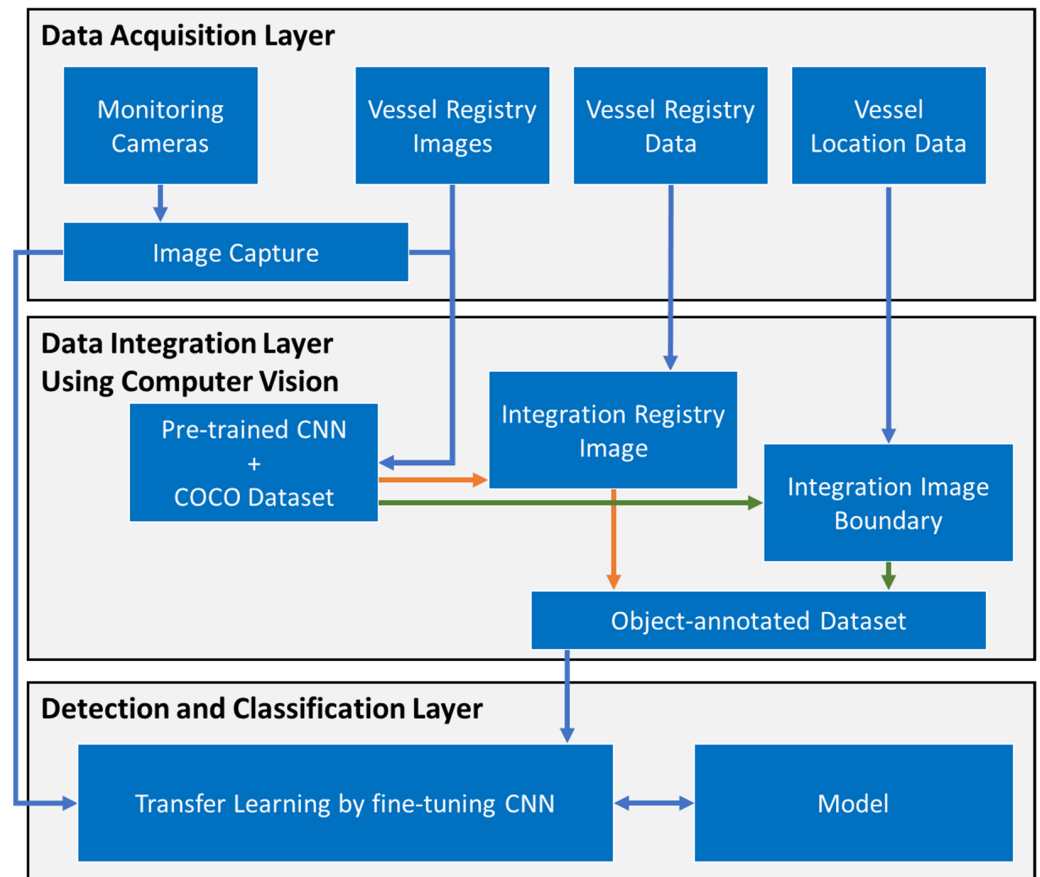 Data Acquisition Layer
Monitoring
Cameras
Vessel Registry
Images
Vessel Registry
Data
Vessel
Location Data
Image Capture
Data Integration Layer
Using Computer Vision
Pre-trained CNN
+
COCO Dataset
Integration Registry
Image
Integration Image
Boundary
Object-annotated Dataset
Detection and Classification Layer
Transfer Learning by fine-tuning CNN
Model